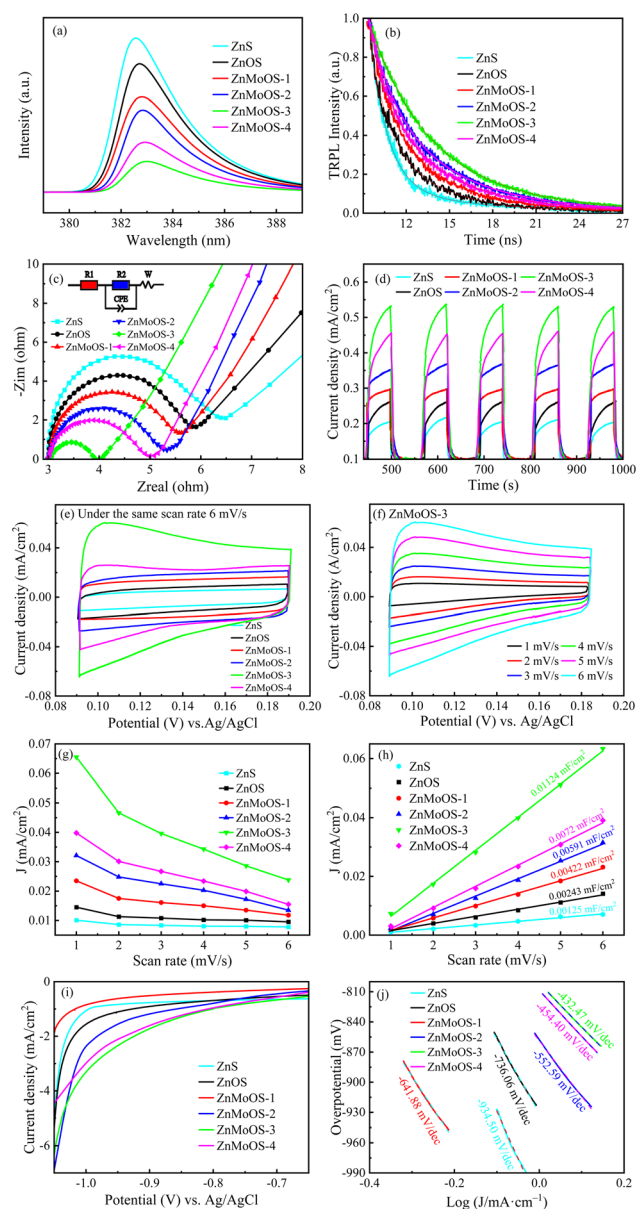 (a)
ZnS
ZnOS
ZnMoOS-1
ZnMoOS-2
ZnMoOS-3
ZnMoOS-4
Intensity (a.u.)
380 382 384 386 388
Wavelength (nm)
(b)
ZnS
ZnOS
ZnMoOS-1
ZnMoOS-2
ZnMoOS-3
ZnMoOS-4
TRPL Intensity (a.u.)
1.0
0.8
0.6
0.4
0.2
0.0
12 15 18 21 24 27
Time (ns)
(c)
R1 R2 W
CPE
ZnS
ZnOS
ZnMoOS-1
ZnMoOS-2
ZnMoOS-3
ZnMoOS-4
-Zim (ohm)
10
8
6
4
2
0
3 4 5 6 7 8
Zreal (ohm)
(d)
ZnS ZnMoOS-1 ZnMoOS-3
ZnOS ZnMoOS-2 ZnMoOS-4
Current density (mA/cm²)
0.6
0.5
0.4
0.3
0.2
0.1
500 600 700 800 900 1000
Time (s)
(e) Under the same scan rate 6 mV/s
ZnS
ZnOS
ZnMoOS-1
ZnMoOS-2
ZnMoOS-3
ZnMoOS-4
Current density (mA/cm²)
0.04
0.00
-0.04
-0.08
0.08 0.10 0.12 0.14 0.16 0.18 0.20
Potential (V) vs.Ag/AgCl
(f) ZnMoOS-3
1 mV/s 4 mV/s
2 mV/s 5 mV/s
3 mV/s 6 mV/s
Current density (A/cm²)
0.04
0.00
-0.04
-0.08
0.08 0.10 0.12 0.14 0.16 0.18 0.20
Potential (V) vs. Ag/AgCl
(g)
ZnS
ZnOS
ZnMoOS-1
ZnMoOS-2
ZnMoOS-3
ZnMoOS-4
J (mA/cm²)
0.07
0.06
0.05
0.04
0.03
0.02
0.01
1 2 3 4 5 6
Scan rate (mV/s)
(h)
ZnS
ZnOS
ZnMoOS-1
ZnMoOS-2
ZnMoOS-3
ZnMoOS-4
0.01124 mF/cm²
0.0072 mF/cm²
0.00591 mF/cm²
0.00422 mF/cm²
0.00243 mF/cm²
0.00125 mF/cm²
J (mA/cm²)
0.06
0.04
0.02
0.00
1 2 3 4 5 6
Scan rate (mV/s)
(i)
ZnS
ZnOS
ZnMoOS-1
ZnMoOS-2
ZnMoOS-3
ZnMoOS-4
Current density (mA/cm²)
0
-2
-4
-6
-1.0 -0.9 -0.8 -0.7
Potential (V) vs. Ag/AgCl
(j)
ZnS
ZnOS
ZnMoOS-1
ZnMoOS-2
ZnMoOS-3
ZnMoOS-4
-432.47 mV/dec
-454.40 mV/dec
-552.59 mV/dec
-736.06 mV/dec
-641.88 mV/dec
-934.50 mV/dec
Overpotential (mV)
-810
-840
-870
-900
-930
-960
-990
-0.4 -0.2 0.0 0.2
Log (J/mA·cm⁻¹)